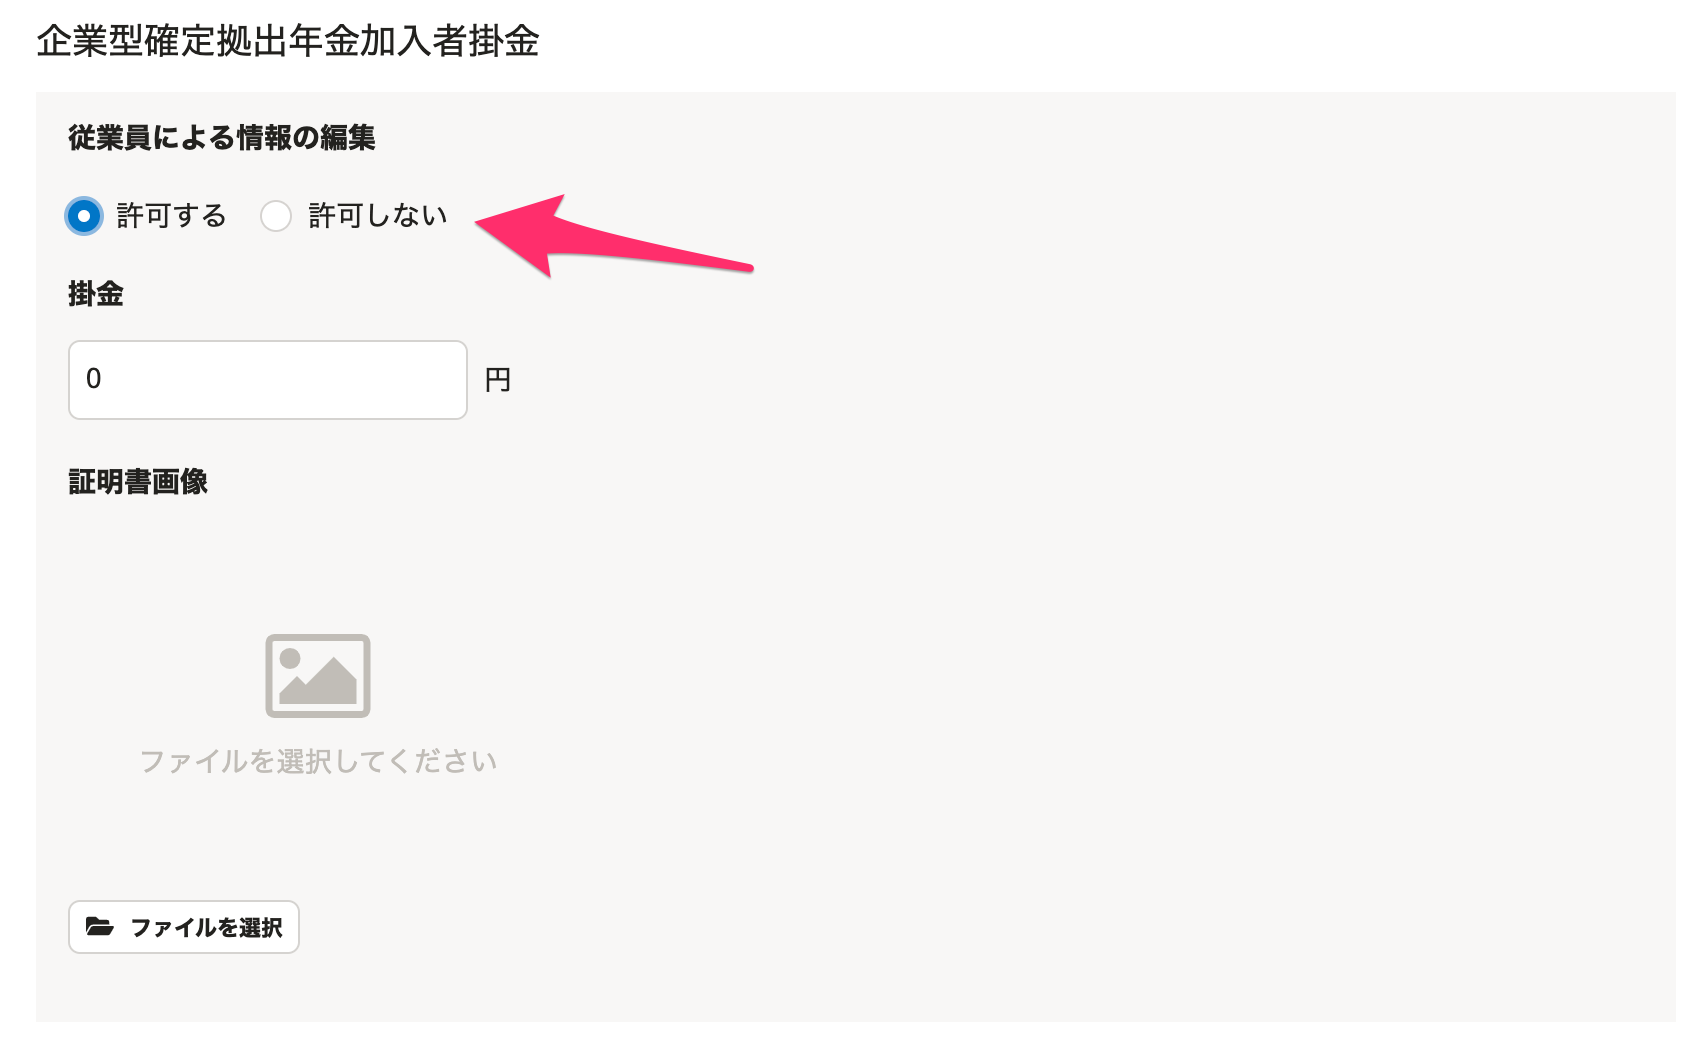 企業型確定拠出年金加入者掛金
従業員による情報の編集
許可する 許可しない
掛金
0 円
証明書画像
ファイルを選択してください
ファイルを選択